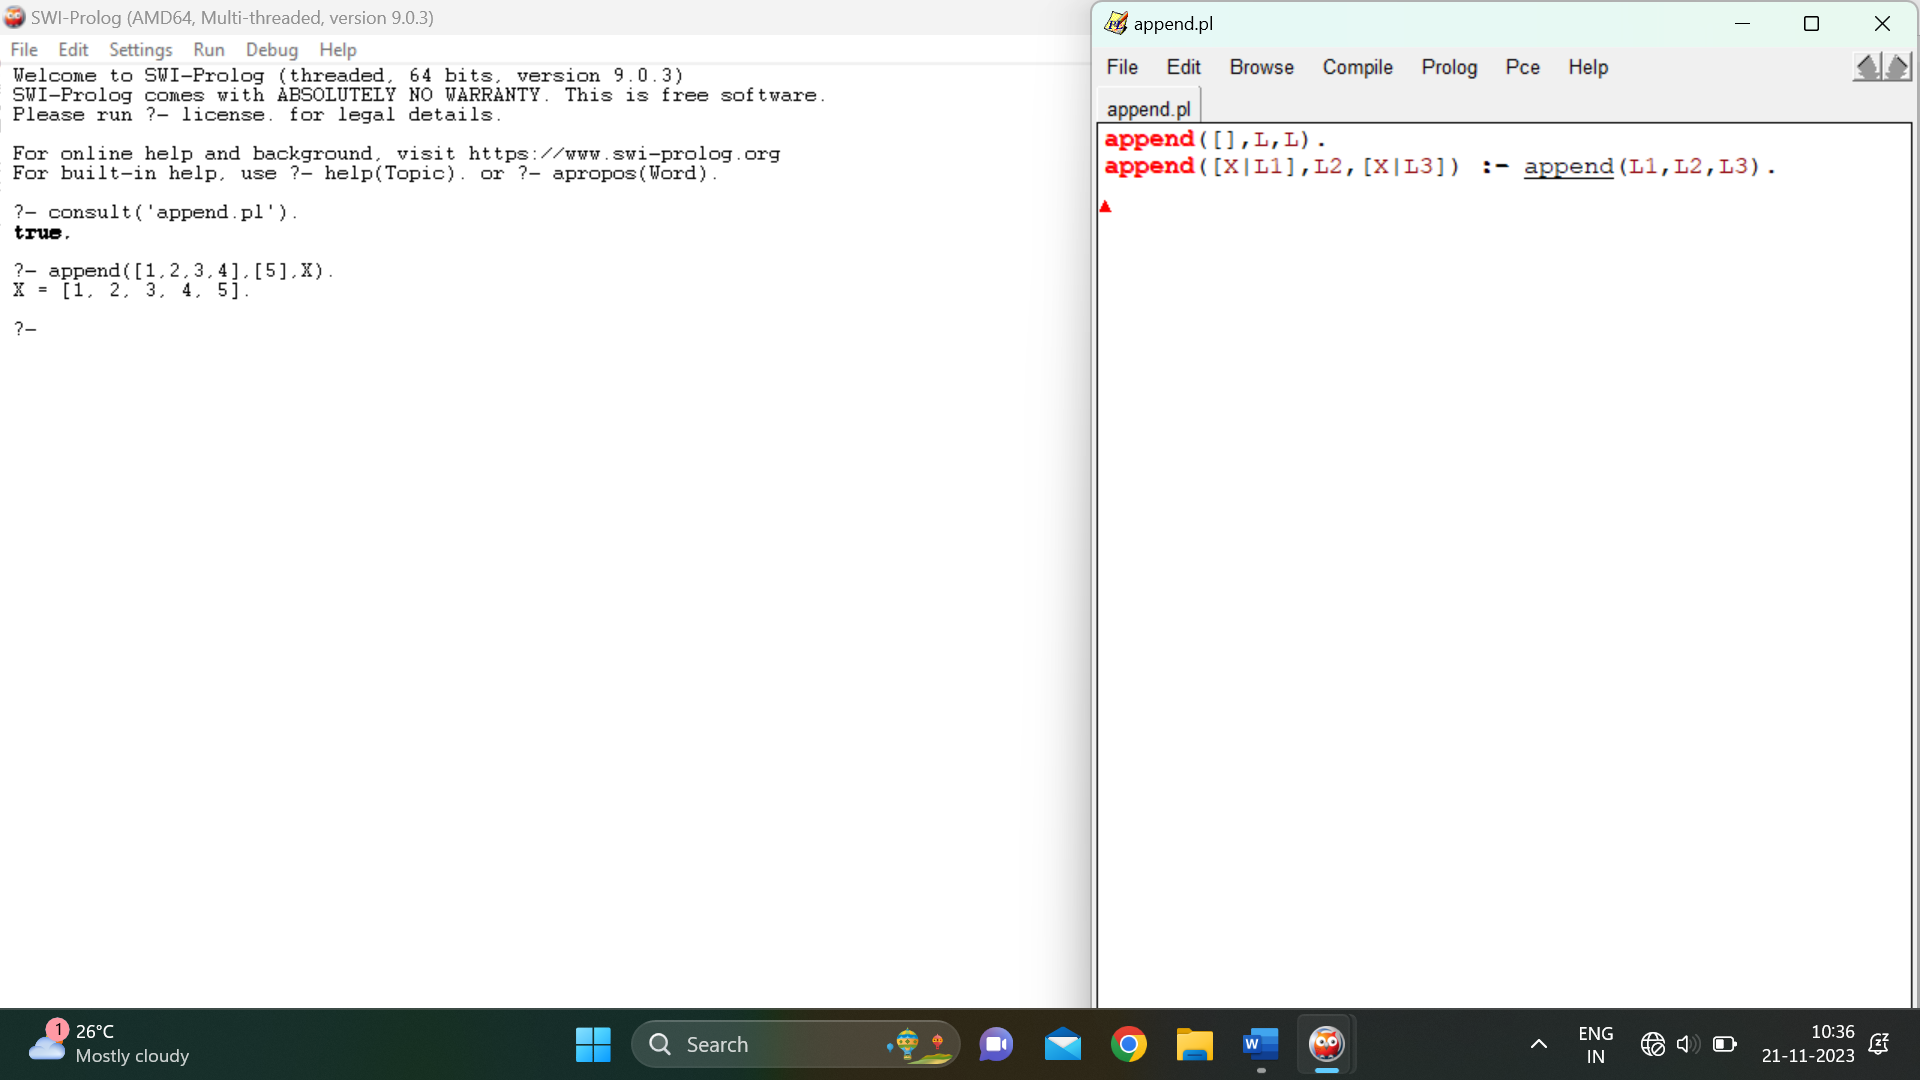 SWI-Prolog (AMD64, Multi-threaded, version 9.0.3)
File Edit Settings Run Debug Help
Welcome to SWI-Prolog (threaded, 64 bits, version 9.0.3)
SWI-Prolog comes with ABSOLUTELY NO WARRANTY. This is free software.
Please run ?- license. for legal details.
For online help and background, visit https://www.swi-prolog.org
For built-in help, use ?- help(Topic). or ?- apropos(Word).
?- consult('append.pl').
true.
?- append([1,2,3,4],[5],X).
X = [1, 2, 3, 4, 5].
?-
append.pl
File Edit Browse Compile Prolog Pce Help
append.pl
append([],L,L).
append([X|L1],L2,[X|L3]) :- append(L1,L2,L3).
1
26°C
Mostly cloudy
Search
W
ENG
IN
10:36
21-11-2023